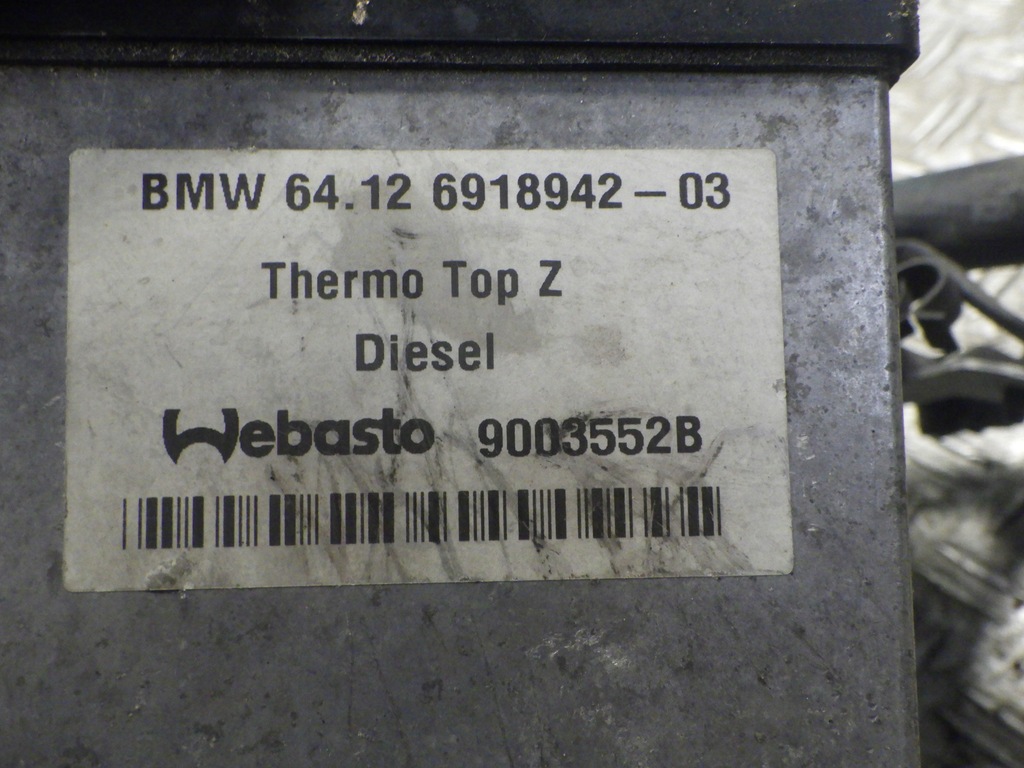 BMW 64.12 6918942-03
Thermo Top Z
Diesel
Webasto 9003552B